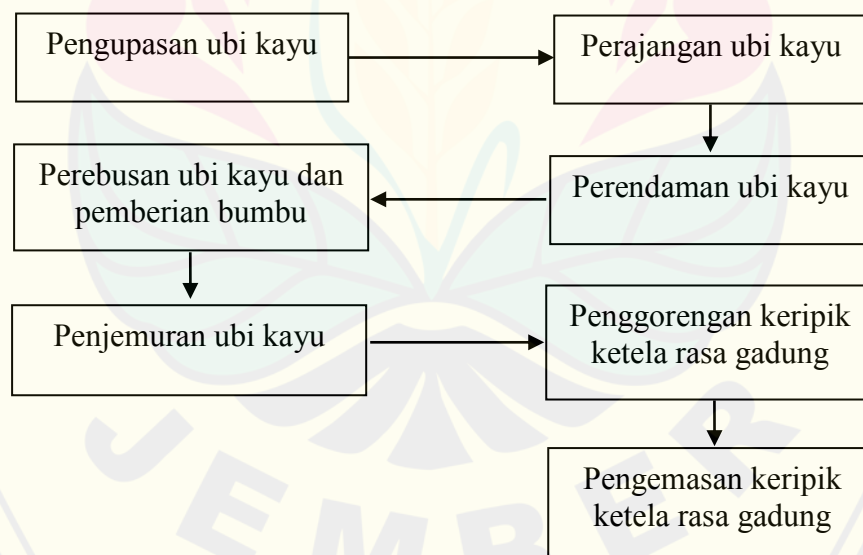 Pengupasan ubi kayu
Perajangan ubi kayu
Perendaman ubi kayu
Perebusan ubi kayu dan
pemberian bumbu
Penjemuran ubi kayu
Penggorengan keripik
ketela rasa gadung
Pengemasan keripik
ketela rasa gadung
JEMBER